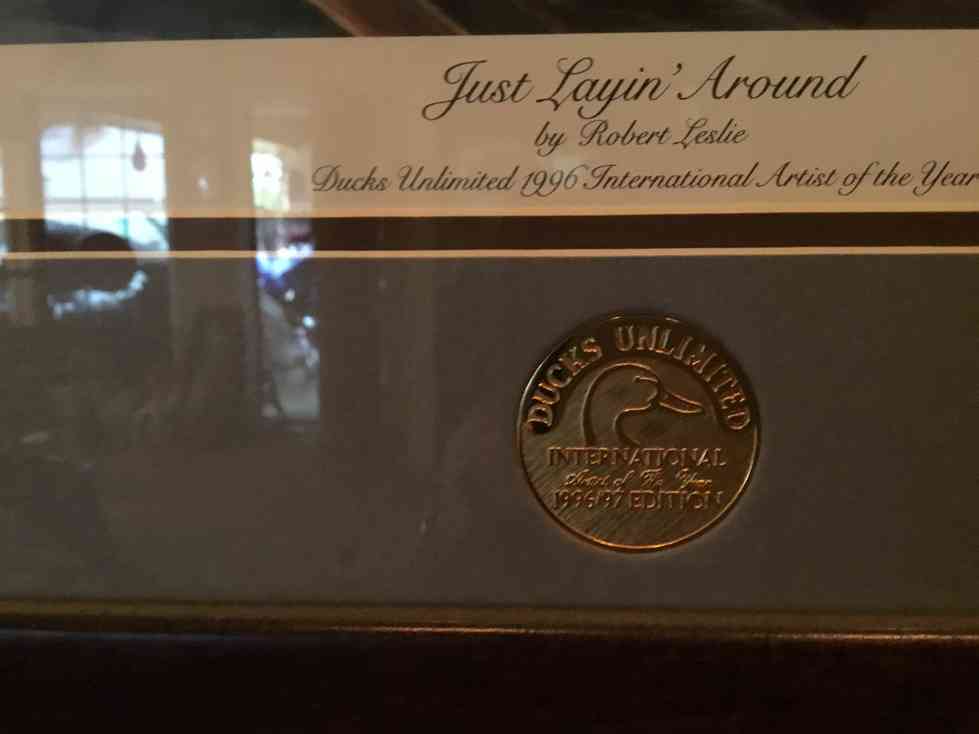 Just Layin' Around
by Robert Leslie
Ducks Unlimited 1996 International Artist of the Year
DUCKS UNLIMITED
INTERNATIONAL
Artist of The Year
1996/97 EDITION